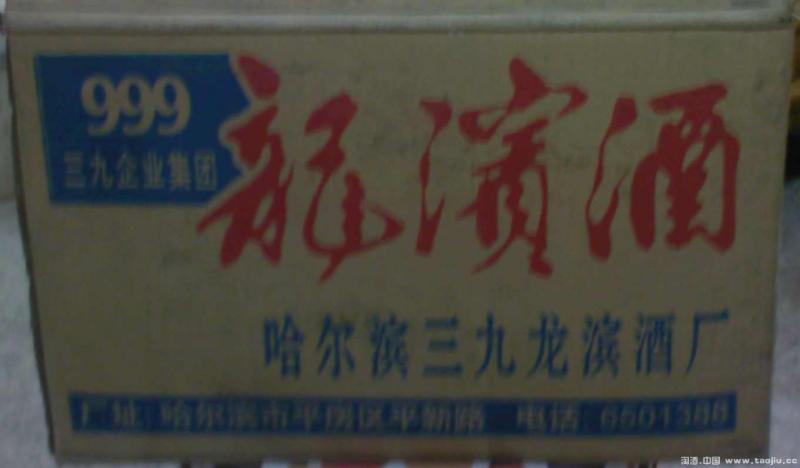 999
三九企业集团
龍濱酒
哈尔滨三九龙滨酒厂
厂址:哈尔滨市平房区平新路 电话:6501388
淘酒.中国 www.taojiu.cc